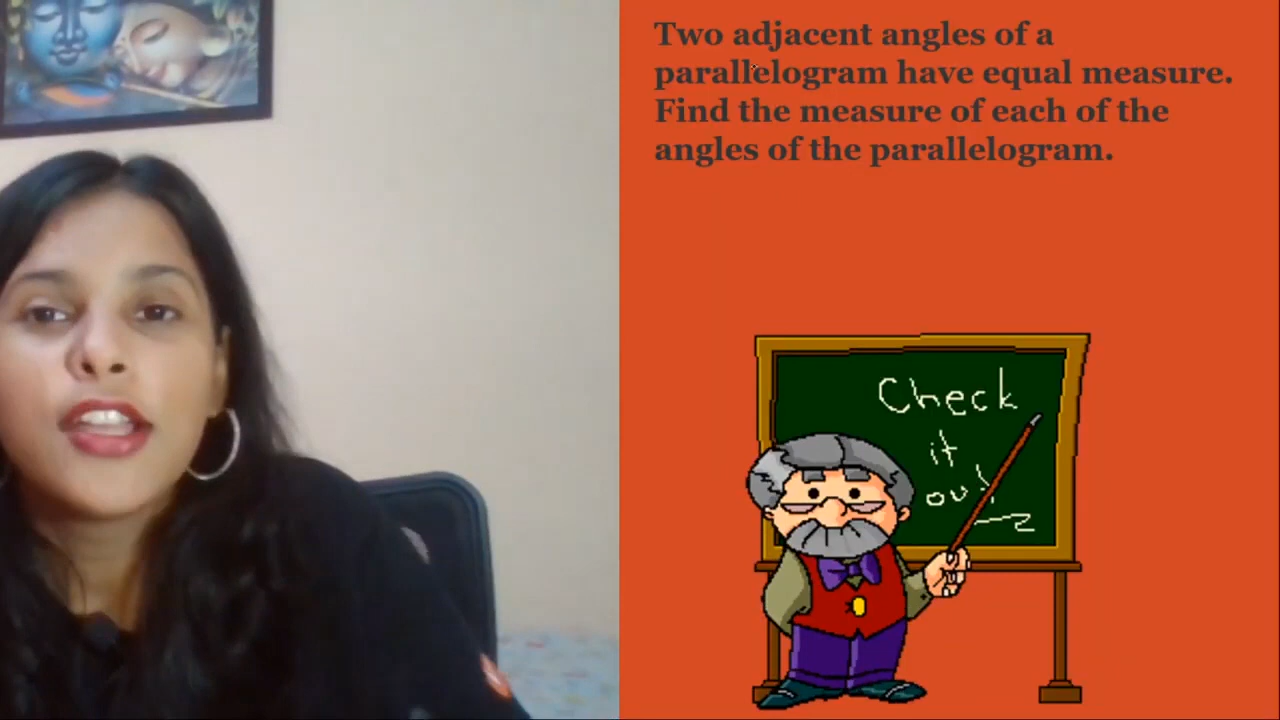 Two adjacent angles of a
parallelogram have equal measure.
Find the measure of each of the
angles of the parallelogram.
Check
it
out